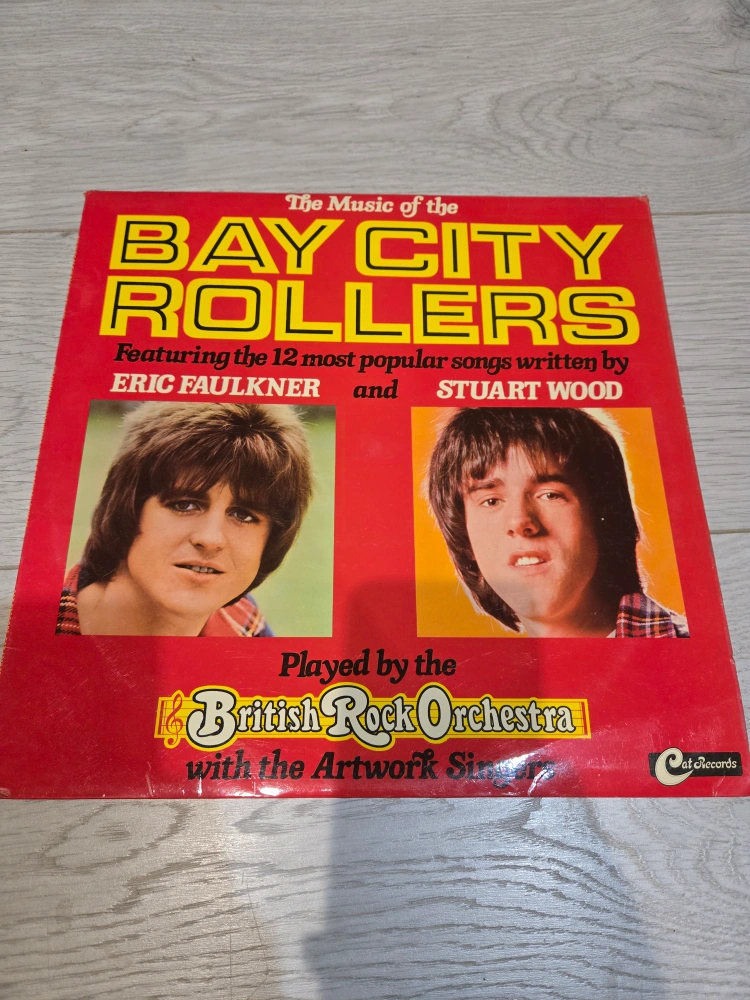 The Music of the
BAY CITY
ROLLERS
Featuring the 12 most popular songs written by
ERIC FAULKNER and STUART WOOD
Played by the
British Rock Orchestra
with the Artwork Singers
Cat Records